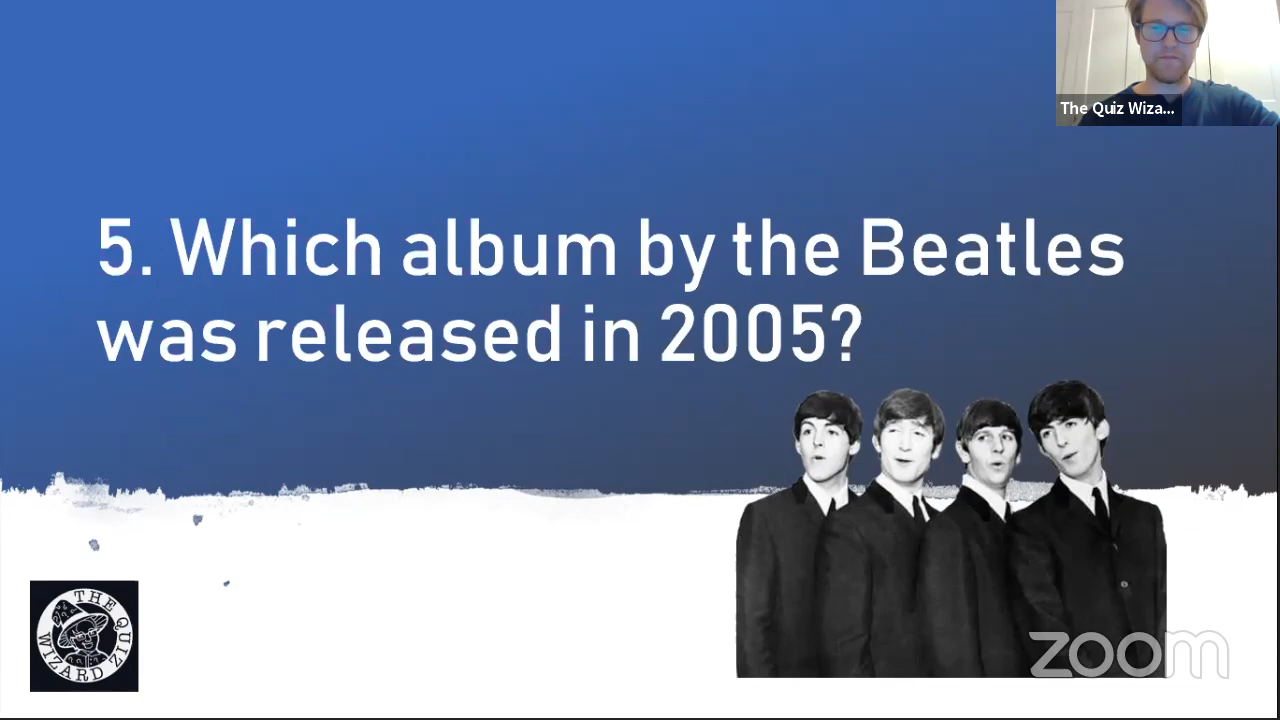 The Quiz Wiza...
5. Which album by the Beatles
was released in 2005?
THE QUIZ WIZARD
zoom